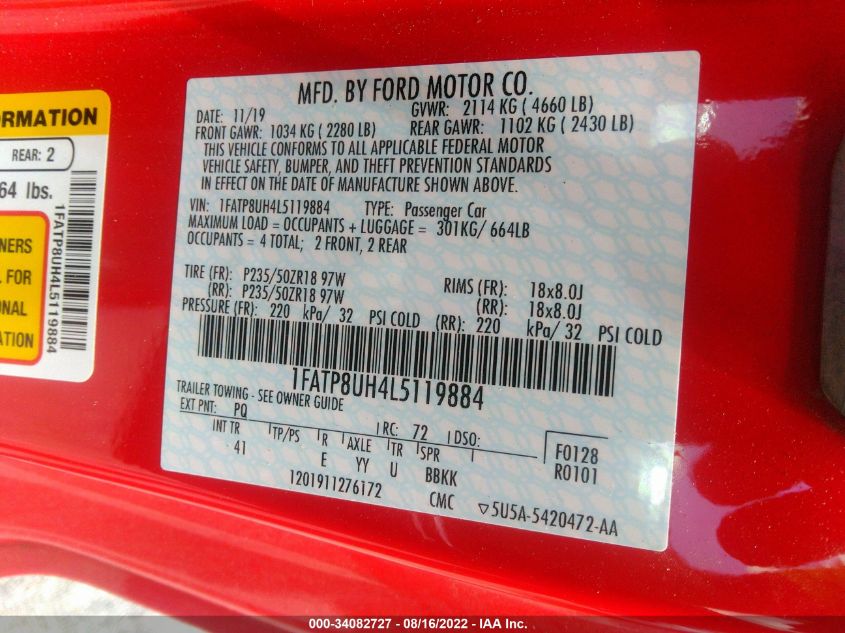 ORMATION
REAR: 2
64 lbs.
NERS
L FOR
ONAL
ATION
1FATP8UH4L5119884
MFD. BY FORD MOTOR CO.
DATE: 11/19 GVWR: 2114 KG ( 4660 LB)
FRONT GAWR: 1034 KG ( 2280 LB) REAR GAWR: 1102 KG ( 2430 LB)
THIS VEHICLE CONFORMS TO ALL APPLICABLE FEDERAL MOTOR
VEHICLE SAFETY, BUMPER, AND THEFT PREVENTION STANDARDS
IN EFFECT ON THE DATE OF MANUFACTURE SHOWN ABOVE.
VIN: 1FATP8UH4L5119884 TYPE: Passenger Car
MAXIMUM LOAD = OCCUPANTS + LUGGAGE = 301KG/ 664LB
OCCUPANTS = 4 TOTAL; 2 FRONT, 2 REAR
TIRE (FR): P235/50ZR18 97W RIMS (FR): 18x8.0J
(RR): P235/50ZR18 97W (RR): 18x8.0J
PRESSURE (FR): 220 kPa/ 32 PSI COLD (RR): 220 kPa/ 32 PSI COLD
1FATP8UH4L5119884
TRAILER TOWING - SEE OWNER GUIDE
EXT PNT: PQ RC: 72 DSO: F0128
INT TR TP/PS R AXLE TR SPR R0101
41 E YY U BBKK
1201911276172 CMC ▽5U5A-5420472-AA
000-34082727 - 08/16/2022 - IAA Inc.